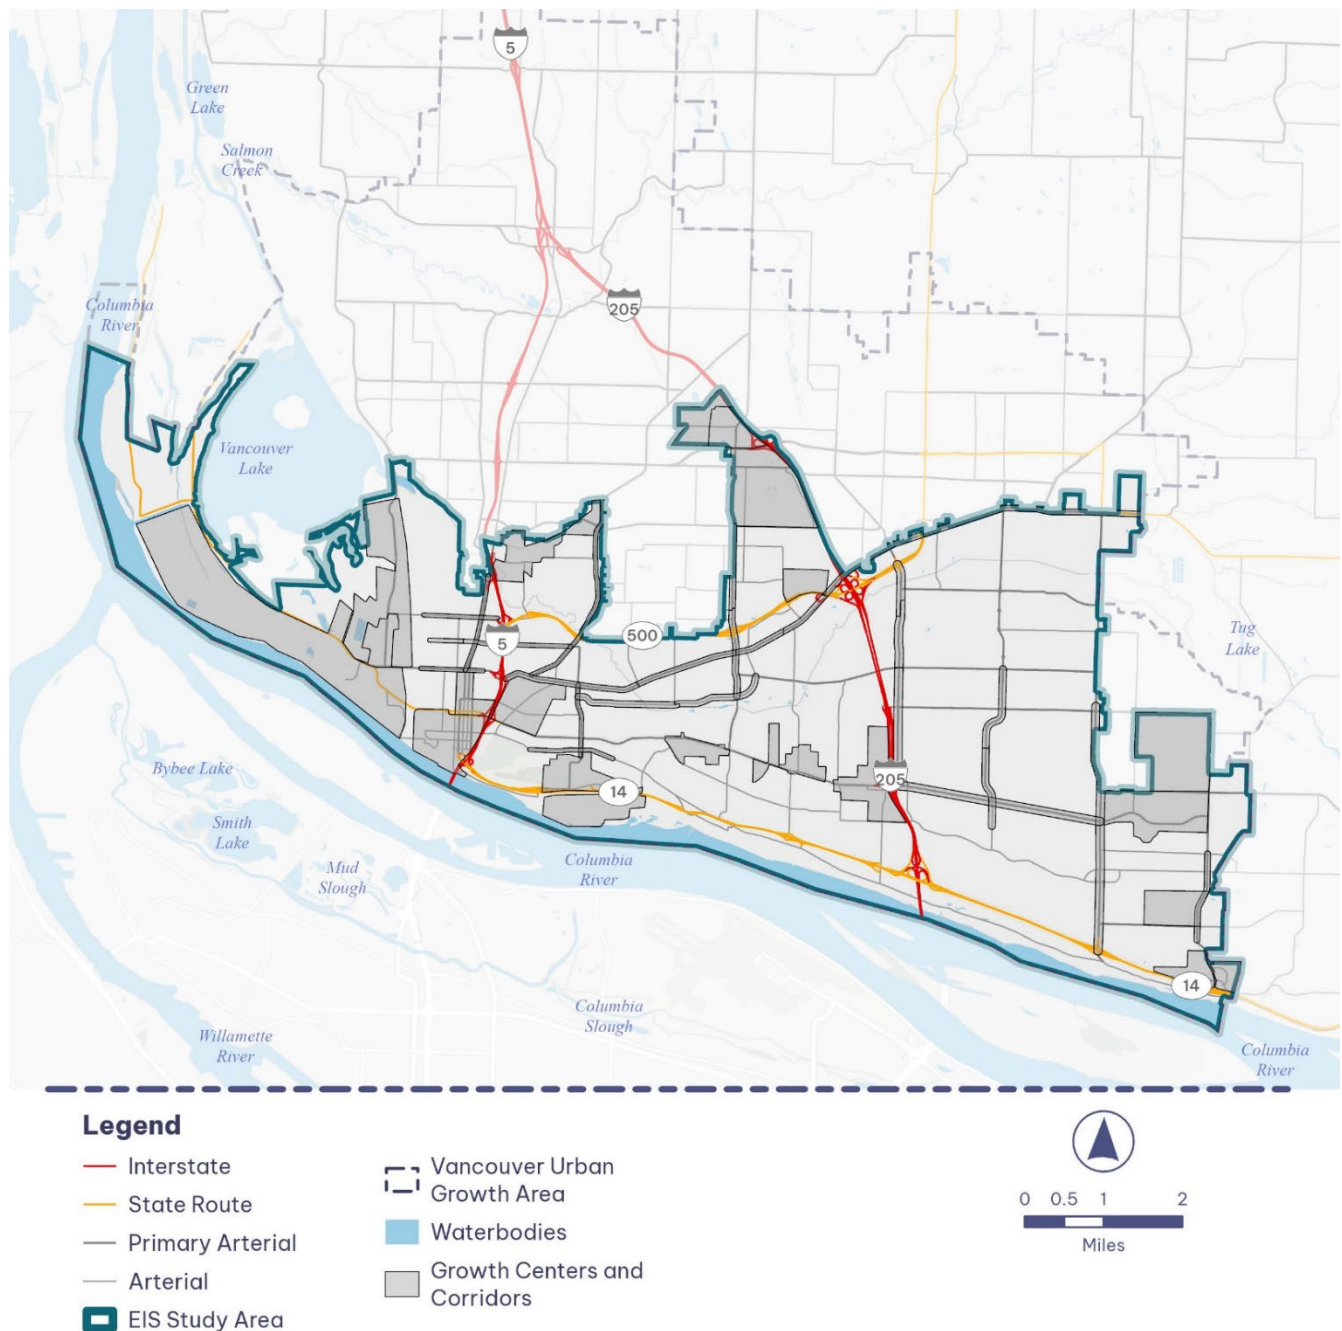 5
Green
Lake
Salmon
Creek
Columbia
River
205
Vancouver
Lake
5
500
Tug
Lake
Bybee Lake
205
14
Smith
Lake
Mud
Slough
Columbia
River
14
Columbia
Slough
Willamette
River
Columbia
River
Legend
Interstate
State Route
Primary Arterial
Arterial
EIS Study Area
Vancouver Urban
Growth Area
Waterbodies
Growth Centers and
Corridors
0 0.5 1 2
Miles